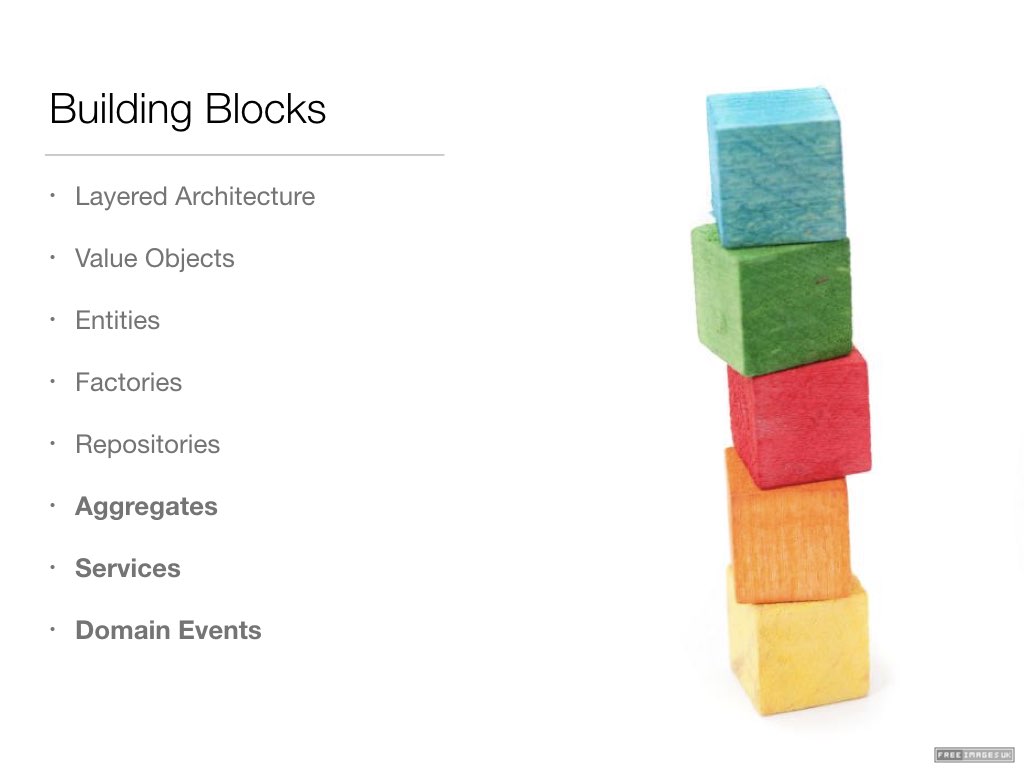 Building Blocks
• Layered Architecture
• Value Objects
• Entities
• Factories
• Repositories
• Aggregates
• Services
• Domain Events
FREE IMAGES UK